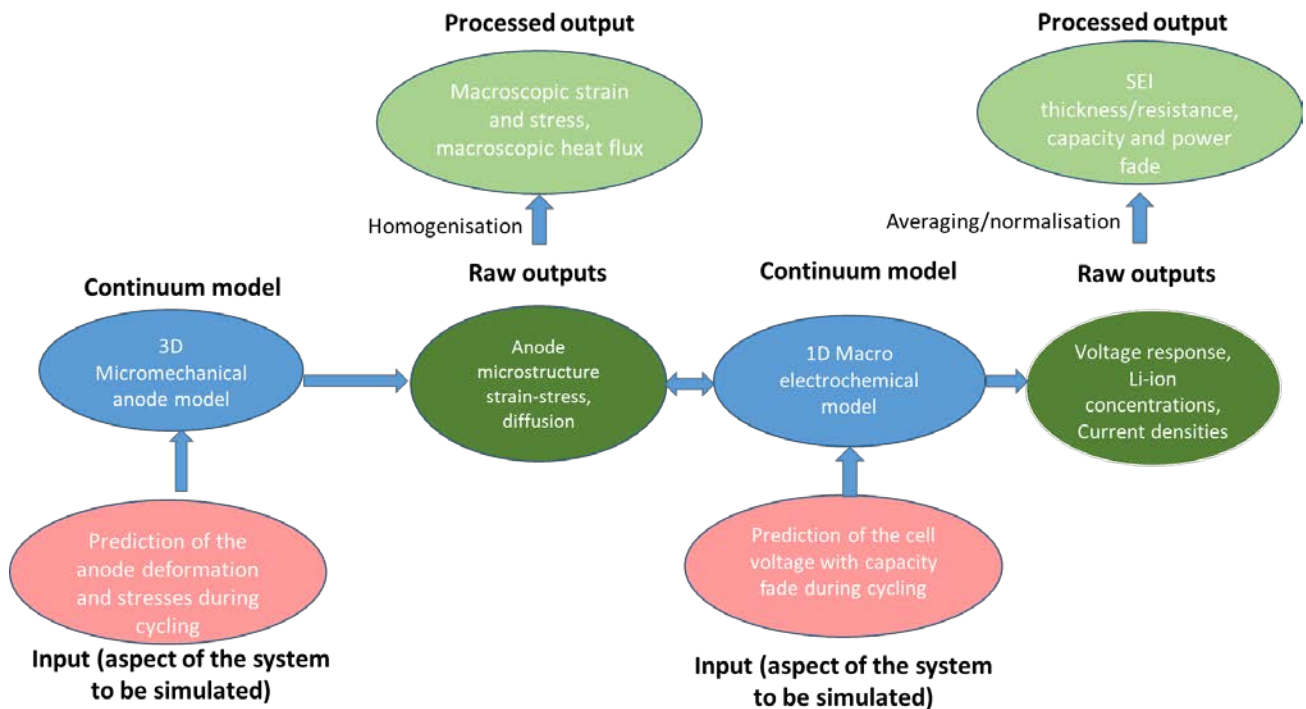 Processed output
Macroscopic strain
and stress,
macroscopic heat flux
Homogenisation
Processed output
SEI
thickness/resistance,
capacity and power
fade
Averaging/normalisation
Continuum model
3D
Micromechanical
anode model
Raw outputs
Anode
microstructure
strain-stress,
diffusion
Continuum model
1D Macro
electrochemical
model
Raw outputs
Voltage response,
Li-ion
concentrations,
Current densities
Prediction of the
anode deformation
and stresses during
cycling
Input (aspect of the system
to be simulated)
Prediction of the cell
voltage with capacity
fade during cycling
Input (aspect of the system
to be simulated)